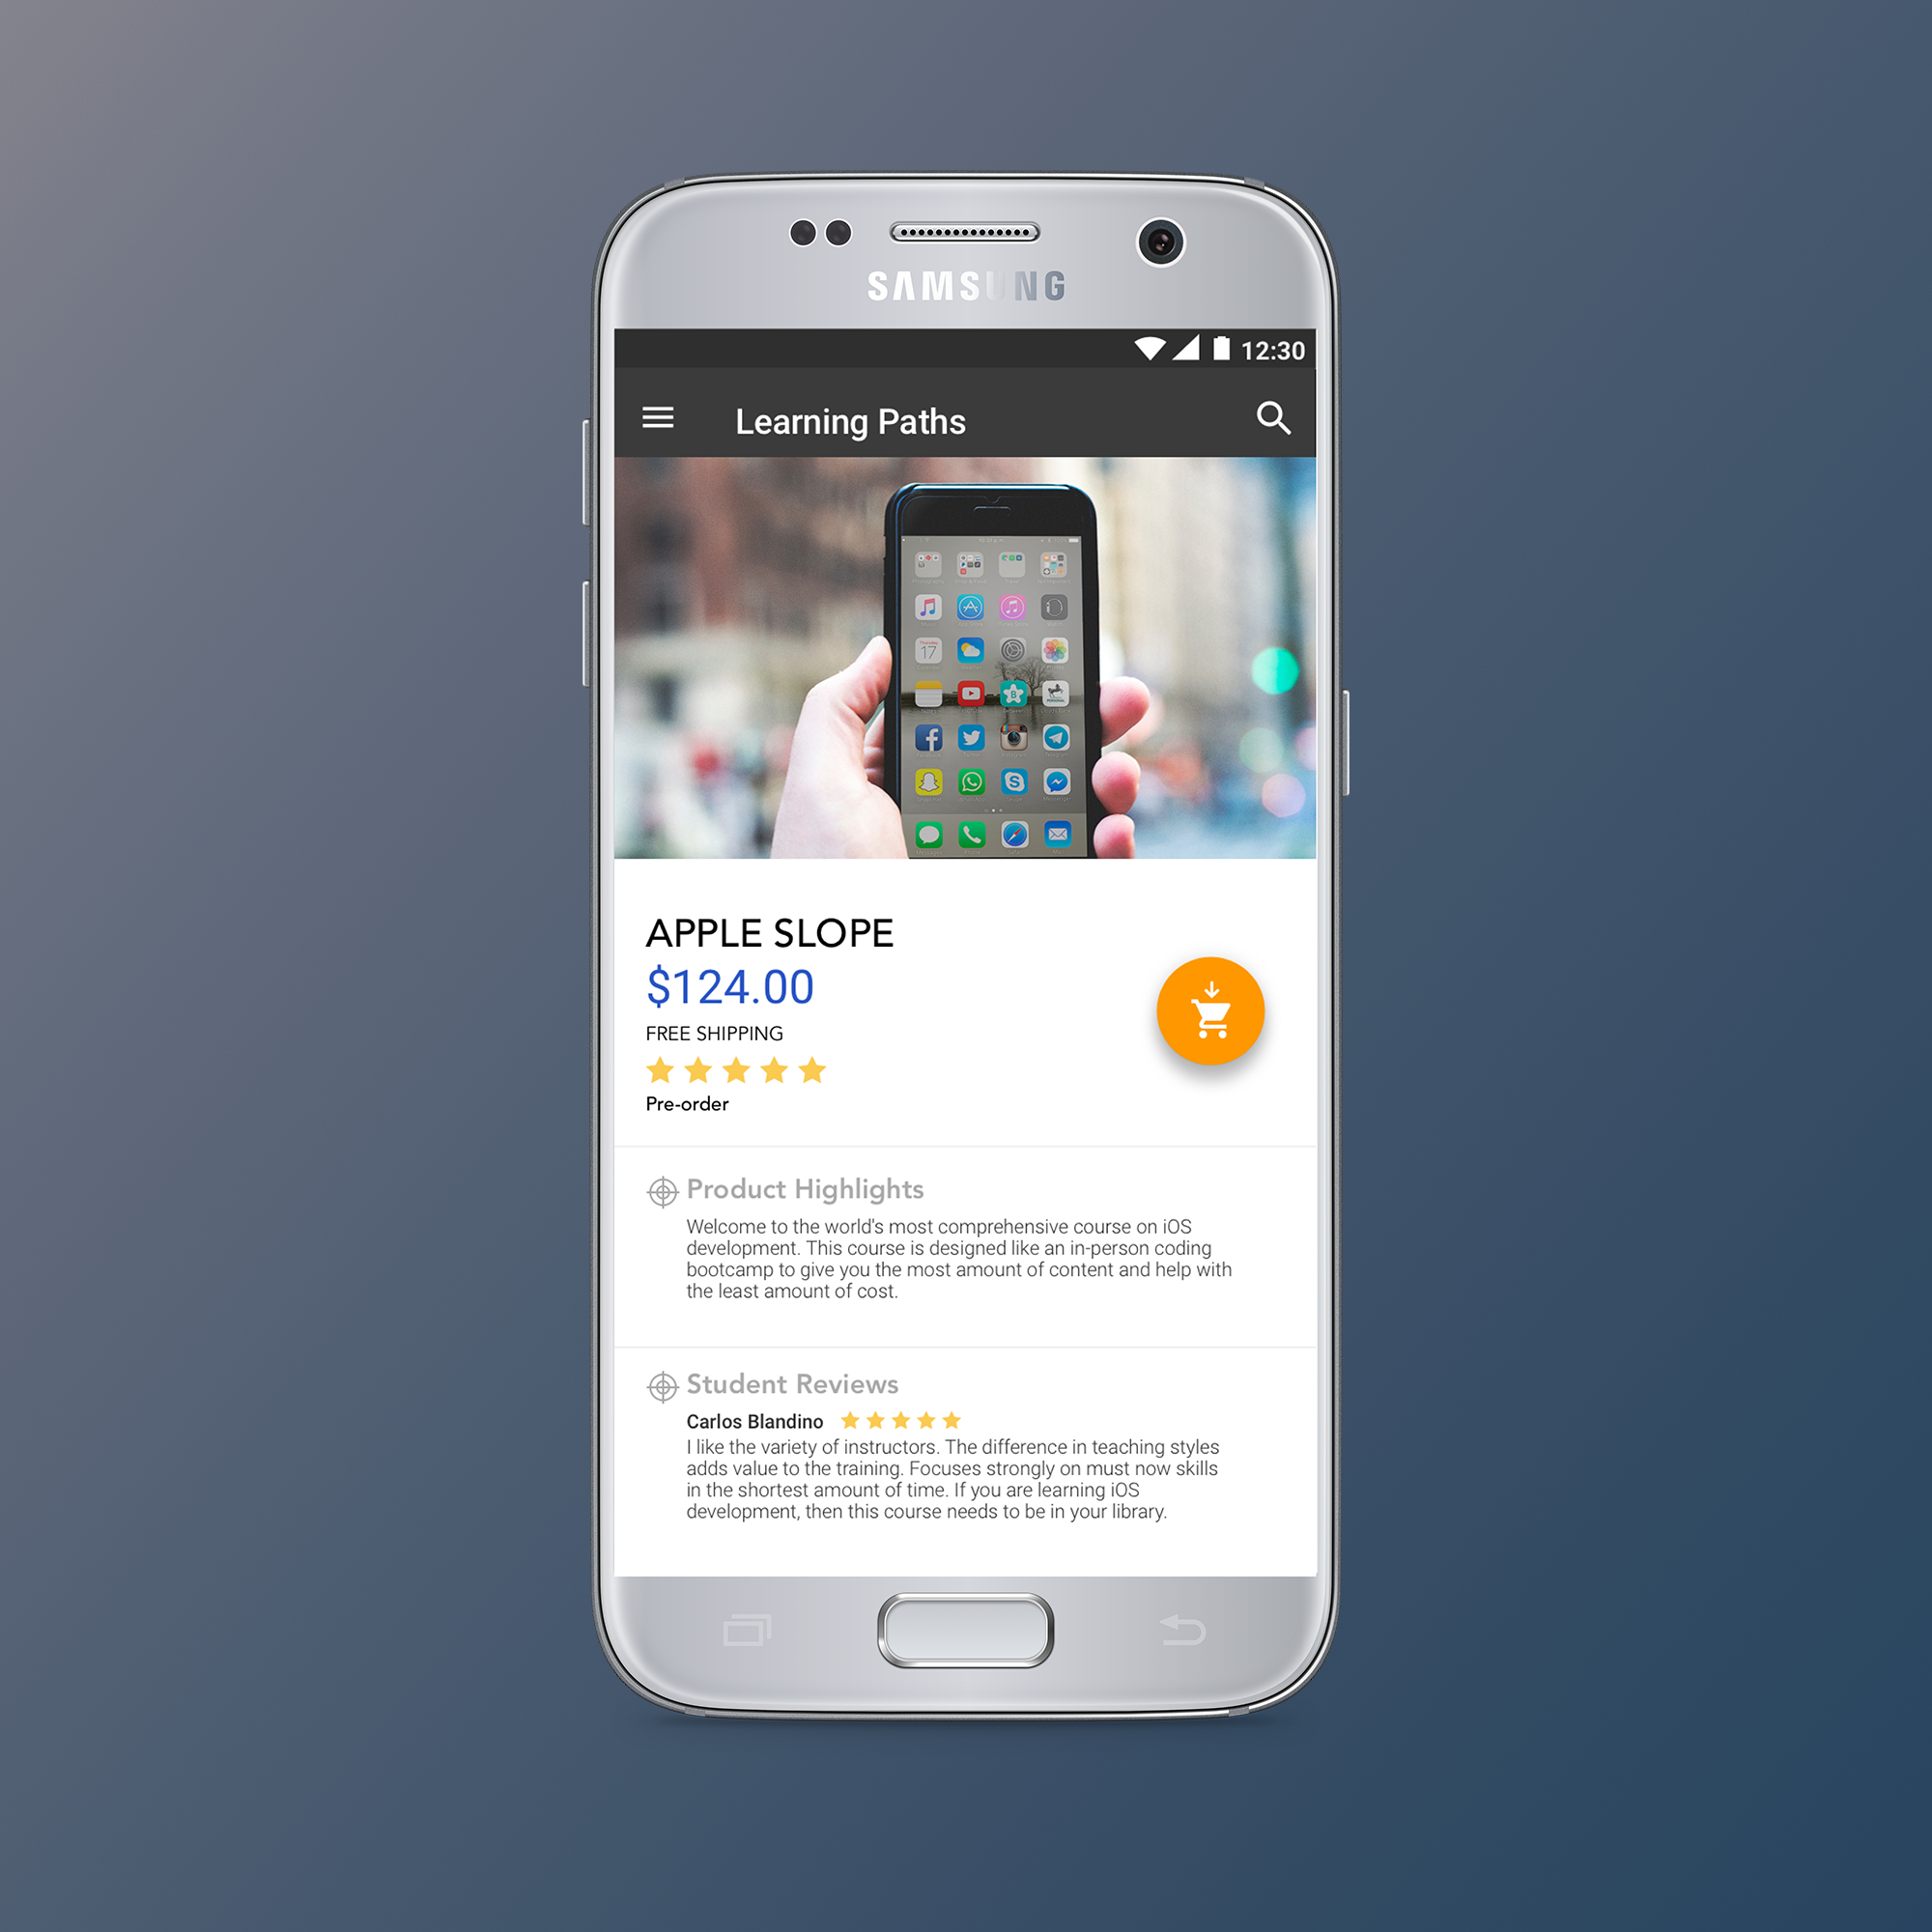 SAMSUNG
12:30
Learning Paths
17
APPLE SLOPE
$124.00
FREE SHIPPING
Pre-order
Product Highlights
Welcome to the world's most comprehensive course on iOS
development. This course is designed like an in-person coding
bootcamp to give you the most amount of content and help with
the least amount of cost.
Student Reviews
Carlos Blandino
I like the variety of instructors. The difference in teaching styles
adds value to the training. Focuses strongly on must now skills
in the shortest amount of time. If you are learning iOS
development, then this course needs to be in your library.